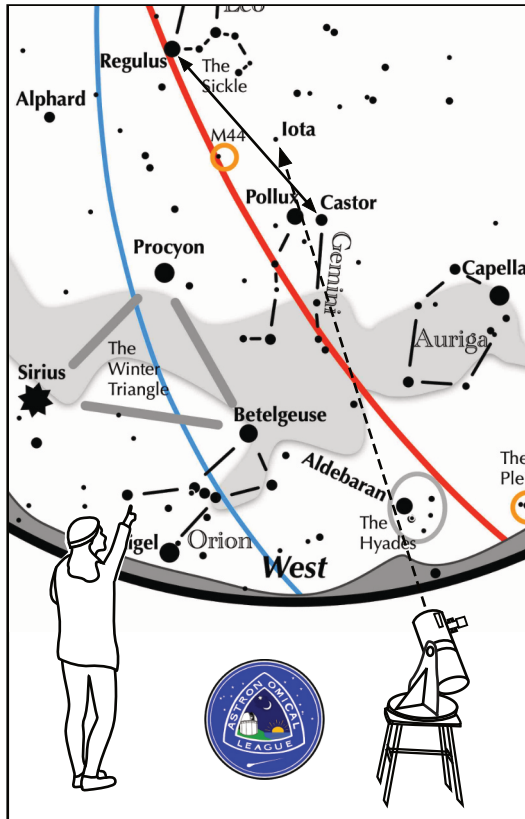 Leo
Regulus
The
Sickle
Alphard
Iota
M44
Pollux
Castor
Gemini
Procyon
Capella
Auriga
The
Winter
Triangle
Sirius
Betelgeuse
Aldebaran
The
Ple
The
Hyades
igel
Orion
West
ASTRONOMICAL
LEAGUE